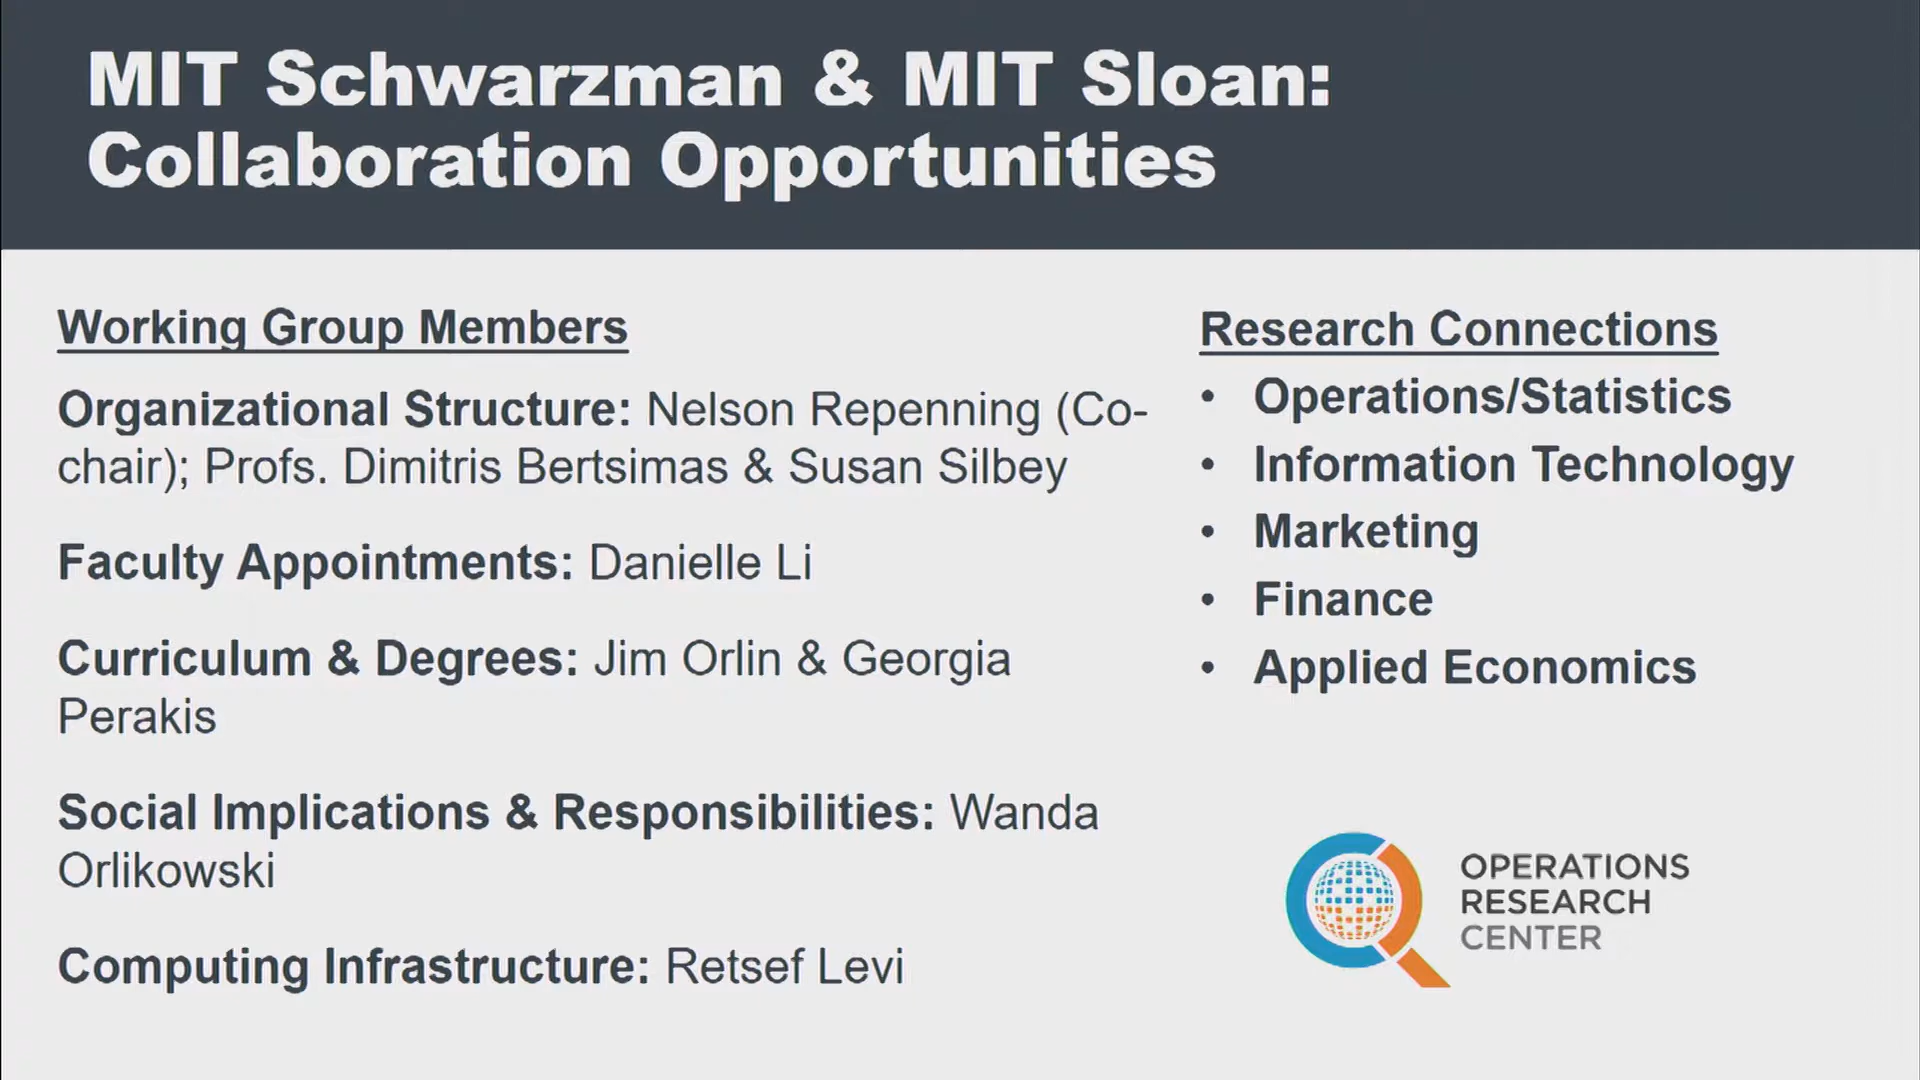 MIT Schwarzman & MIT Sloan:
Collaboration Opportunities
Working Group Members
Organizational Structure: Nelson Repenning (Co-
chair); Profs. Dimitris Bertsimas & Susan Silbey
Faculty Appointments: Danielle Li
Curriculum & Degrees: Jim Orlin & Georgia
Perakis
Social Implications & Responsibilities: Wanda
Orlikowski
Computing Infrastructure: Retsef Levi
Research Connections
• Operations/Statistics
• Information Technology
• Marketing
• Finance
• Applied Economics
OPERATIONS
RESEARCH
CENTER